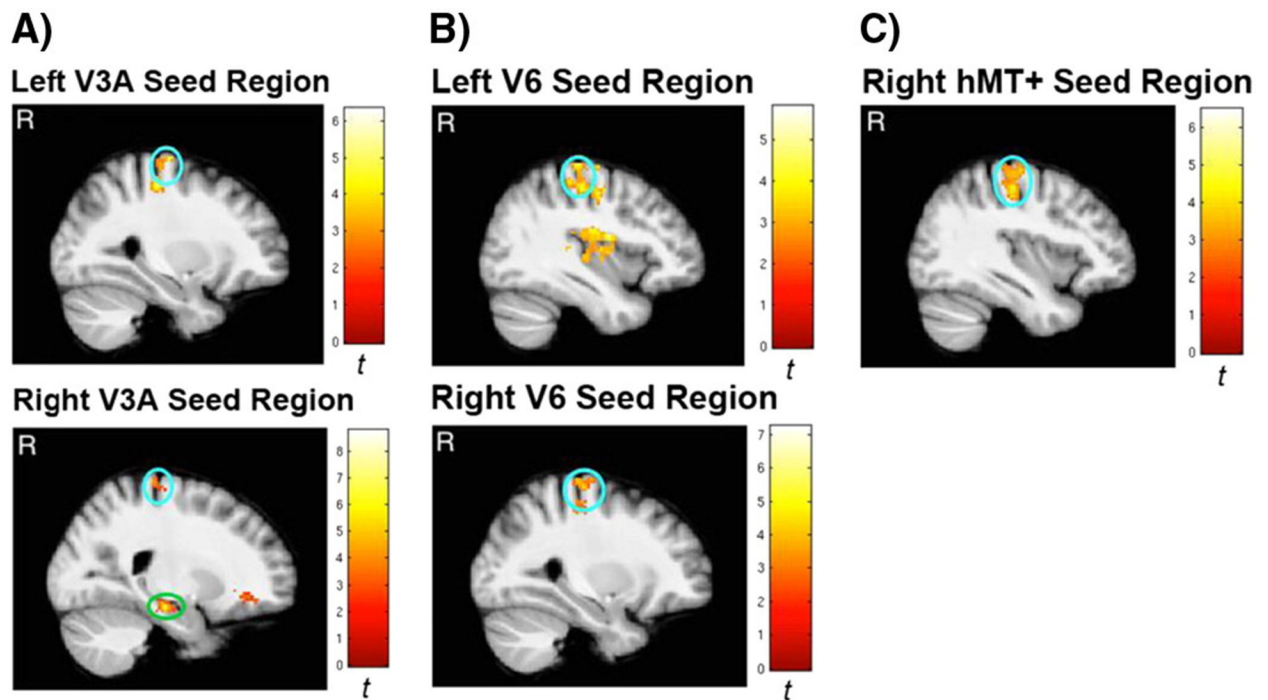 A)
B)
C)
Left V3A Seed Region
Left V6 Seed Region
Right hMT+ Seed Region
R
6
5
4
3
2
1
0
t
R
5
4
3
2
1
0
t
R
6
5
4
3
2
1
0
t
Right V3A Seed Region
Right V6 Seed Region
R
8
7
6
5
4
3
2
1
0
t
R
7
6
5
4
3
2
1
0
t